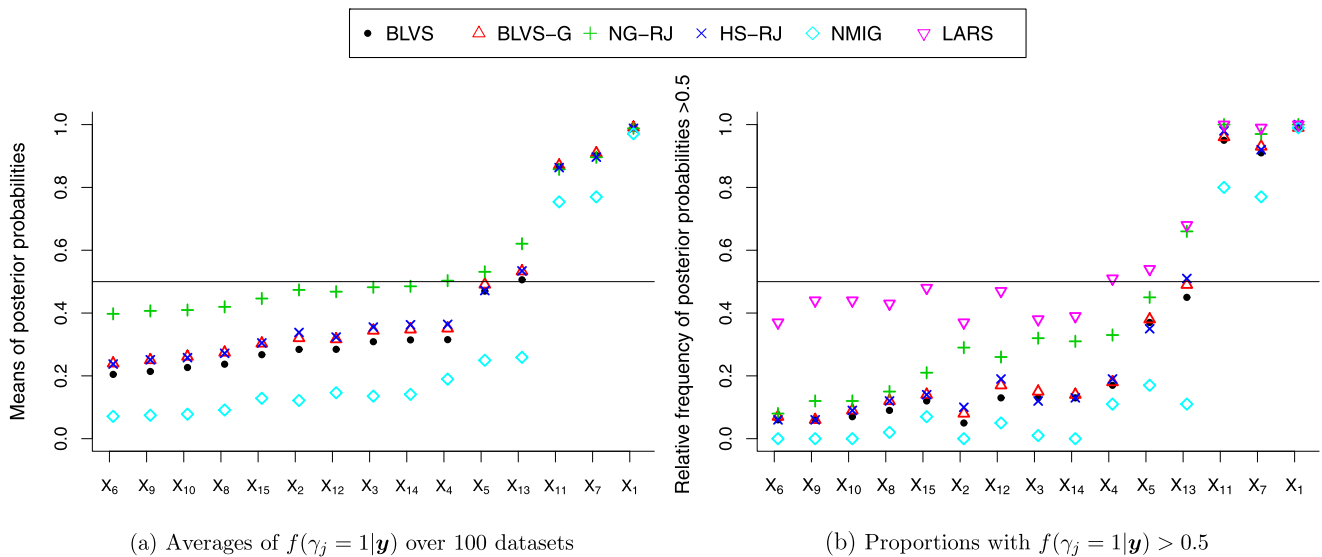 BLVS BLVS−G NG−RJ HS−RJ NMIG LARS
Means of posterior probabilities
1.0
0.8
0.6
0.4
0.2
0.0
X₆ X₉ X₁₀ X₈ X₁₅ X₂ X₁₂ X₃ X₁₄ X₄ X₅ X₁₃ X₁₁ X₇ X₁
(a) Averages of f(γⱼ = 1|y) over 100 datasets
Relative frequency of posterior probabilities >0.5
1.0
0.8
0.6
0.4
0.2
0.0
X₆ X₉ X₁₀ X₈ X₁₅ X₂ X₁₂ X₃ X₁₄ X₄ X₅ X₁₃ X₁₁ X₇ X₁
(b) Proportions with f(γⱼ = 1|y) > 0.5